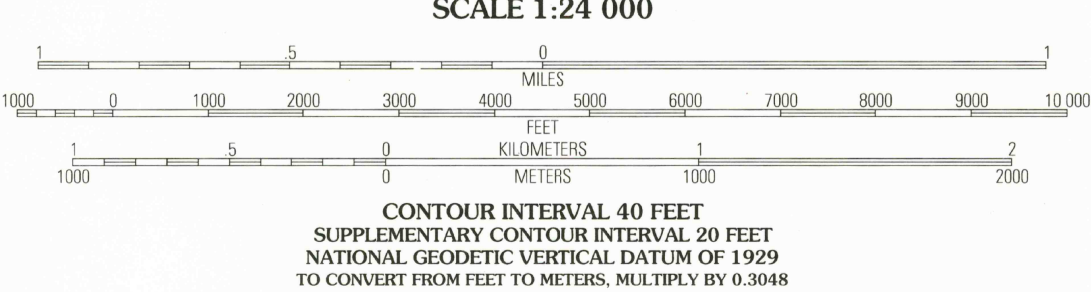 SCALE 1:24 000
1 .5 0 1
MILES
1000 0 1000 2000 3000 4000 5000 6000 7000 8000 9000 10 000
FEET
1 .5 0 KILOMETERS 1 2
1000 0 METERS 1000 2000
CONTOUR INTERVAL 40 FEET
SUPPLEMENTARY CONTOUR INTERVAL 20 FEET
NATIONAL GEODETIC VERTICAL DATUM OF 1929
TO CONVERT FROM FEET TO METERS, MULTIPLY BY 0.3048